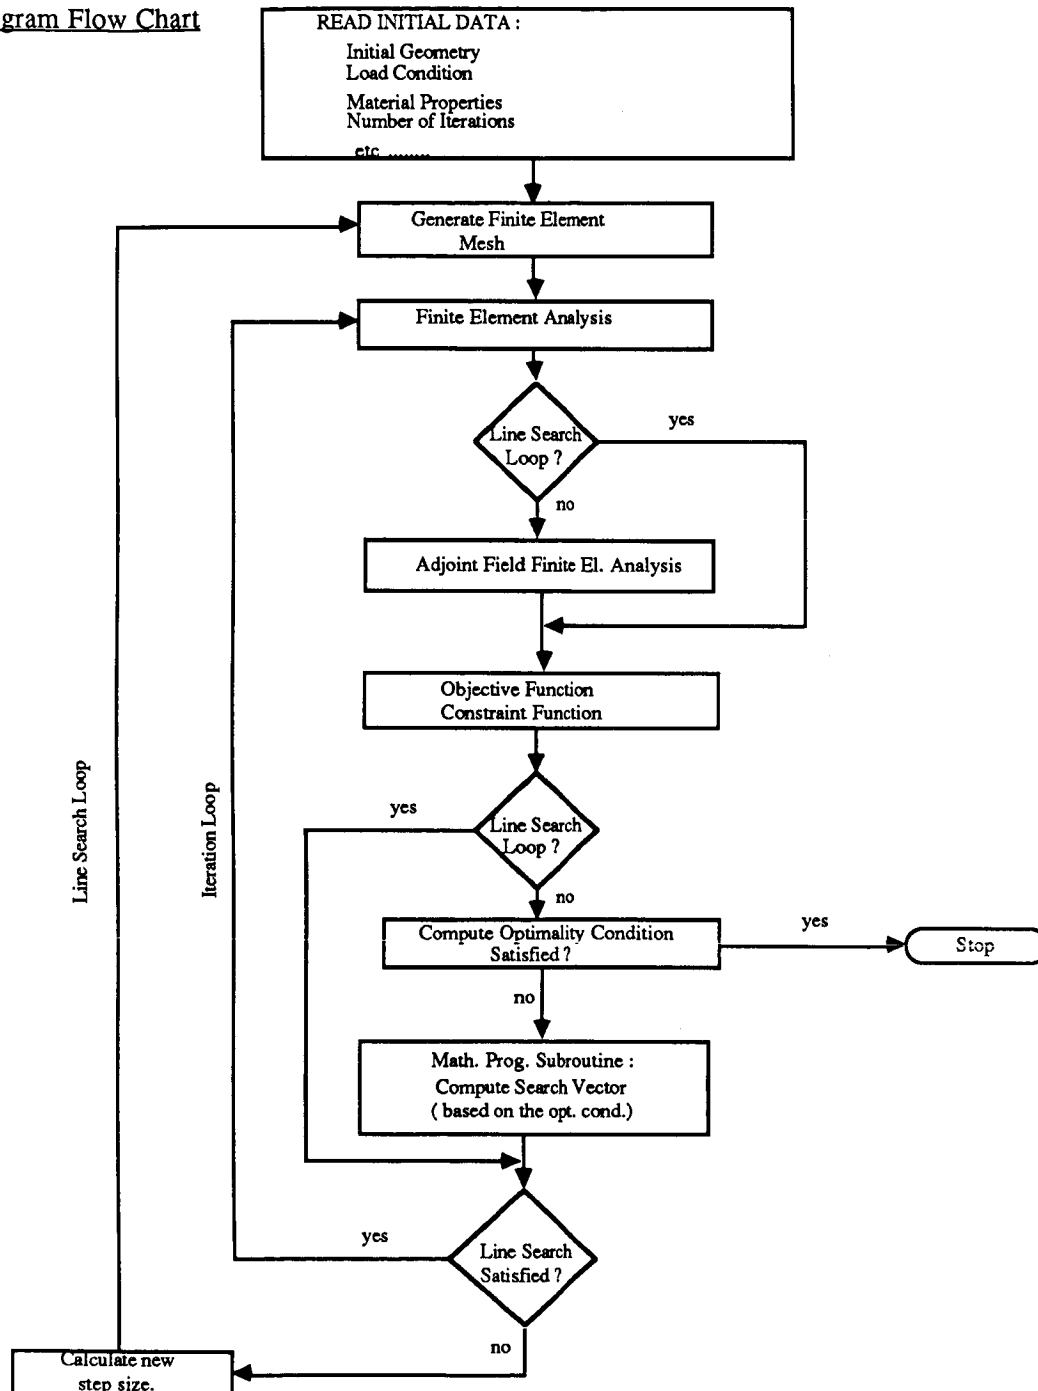 gram Flow Chart
READ INITIAL DATA :
Initial Geometry
Load Condition
Material Properties
Number of Iterations
etc ........
Generate Finite Element
Mesh
Finite Element Analysis
Line Search
Loop ?
yes
no
Adjoint Field Finite El. Analysis
Objective Function
Constraint Function
Line Search
Loop ?
yes
no
Compute Optimality Condition
Satisfied ?
yes
Stop
no
Math. Prog. Subroutine :
Compute Search Vector
( based on the opt. cond.)
Line Search
Satisfied ?
yes
no
Calculate new
step size.
Line Search Loop
Iteration Loop